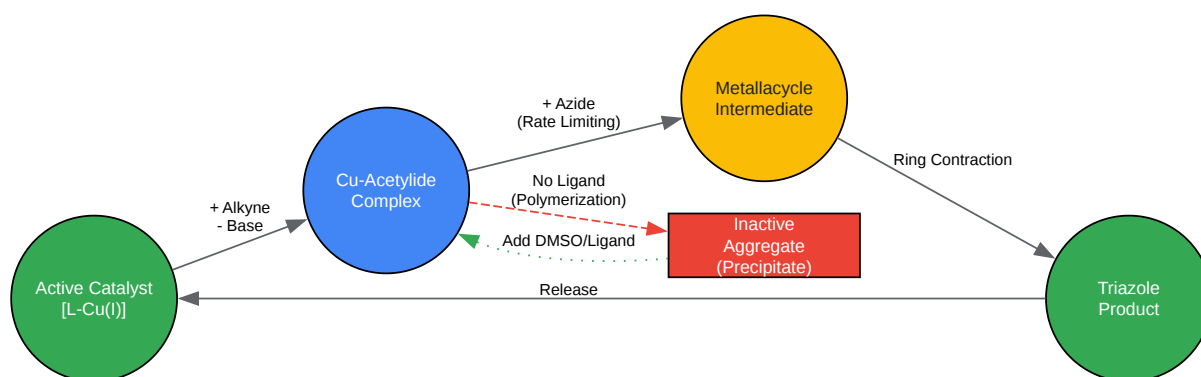 Metallacycle
Intermediate
+ Azide
(Rate Limiting)
Ring Contraction
Cu-Acetylide
Complex
No Ligand
(Polymerization)
+ Alkyne
- Base
Inactive
Aggregate
(Precipitate)
Add DMSO/Ligand
Active Catalyst
[L-Cu(I)]
Release
Triazole
Product